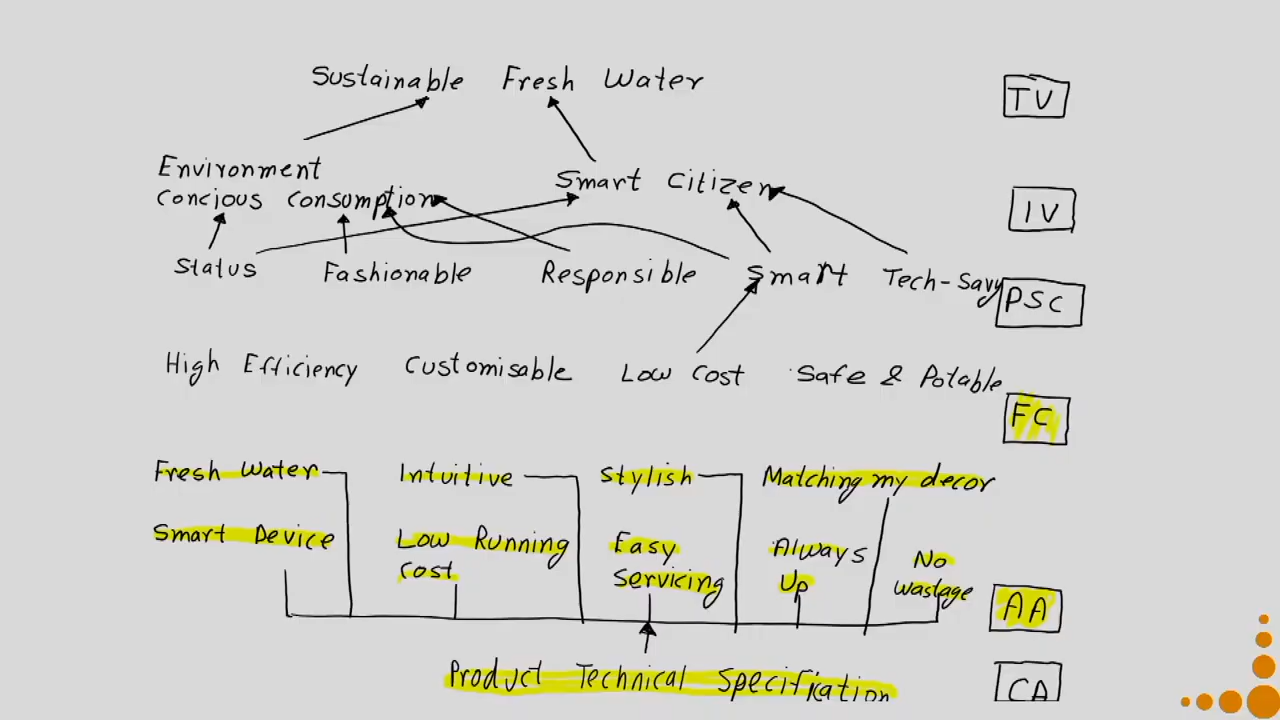 Sustainable Fresh Water
TV
Environment
Concious Consumption
Smart Citizen
IV
Status Fashionable Responsible Smart Tech-Savy
PSC
High Efficiency Customisable Low Cost Safe & Potable
FC
Fresh Water Intuitive Stylish Matching my decor
Smart Device
Low Running
Cost
Easy
Servicing
Always
Up
No
Wastage
AA
Product Technical Specification
CA